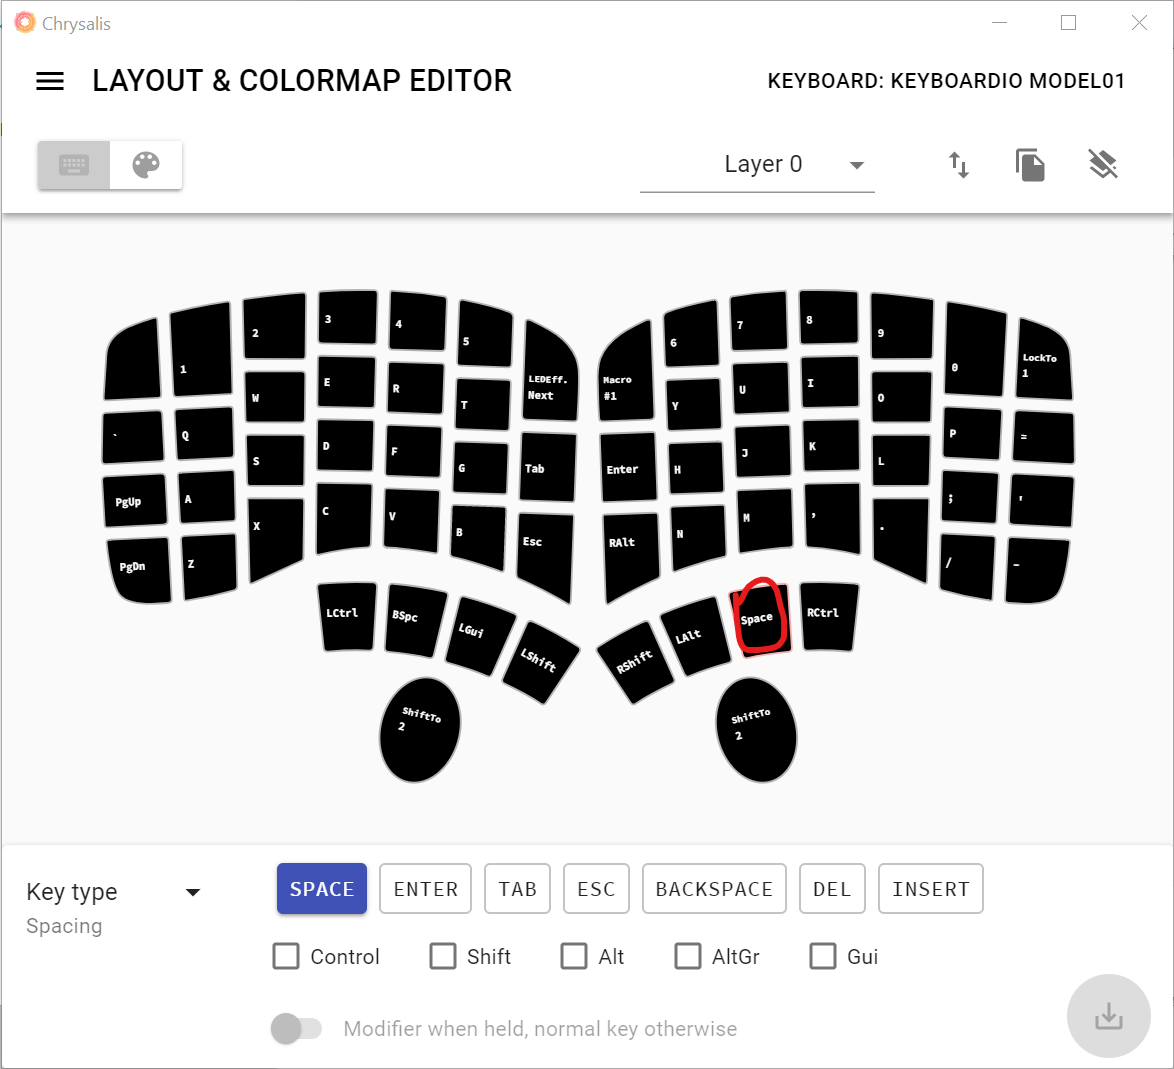 Chrysalis
LAYOUT & COLORMAP EDITOR
KEYBOARD: KEYBOARDIO MODEL01
Layer 0
1
2
3
4
5
LEDEff.
Next
`
Q
W
E
R
T
Tab
PgUp
A
S
D
F
G
Esc
PgDn
Z
X
C
V
B
LCtrl
BSpc
LGui
LShift
ShiftTo
2
Macro
#1
6
7
8
9
0
LockTo
1
Enter
Y
U
I
O
P
=
RAlt
H
J
K
L
;
'
N
M
,
.
/
-
RShift
LAlt
Space
RCtrl
ShiftTo
2
Key type
Spacing
SPACE ENTER TAB ESC BACKSPACE DEL INSERT
Control Shift Alt AltGr Gui
Modifier when held, normal key otherwise